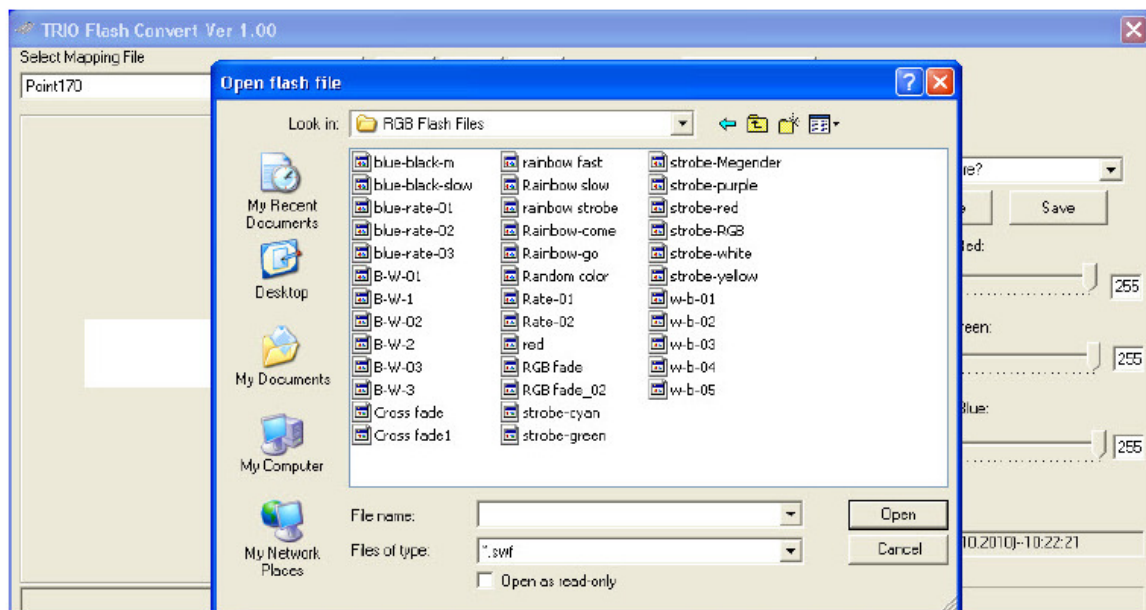 TRIO Flash Convert Ver 1.00
Select Mapping File
Point170
Open flash file
Look in:
RGB Flash Files
My Recent
Documents
Desktop
My Documents
My Computer
My Network
Places
blue-black-m
blue-black-slow
blue-rate-01
blue-rate-02
blue-rate-03
B-W-01
B-W-1
B-W-02
B-W-2
B-W-03
B-W-3
Cross fade
Cross fade1
rainbow fast
Rainbow slow
rainbow strobe
Rainbow-come
Rainbow-go
Random color
Rate-01
Rate-02
red
RGB fade
RGB fade_02
strobe-cyan
strobe-green
strobe-Megender
strobe-purple
strobe-red
strobe-RGB
strobe-white
strobe-yellow
w-b-01
w-b-02
w-b-03
w-b-04
w-b-05
File name:
Open
Files of type:
*.swf
Cancel
Open as read-only
Save
255
255
255
10.2010)--10:22:21